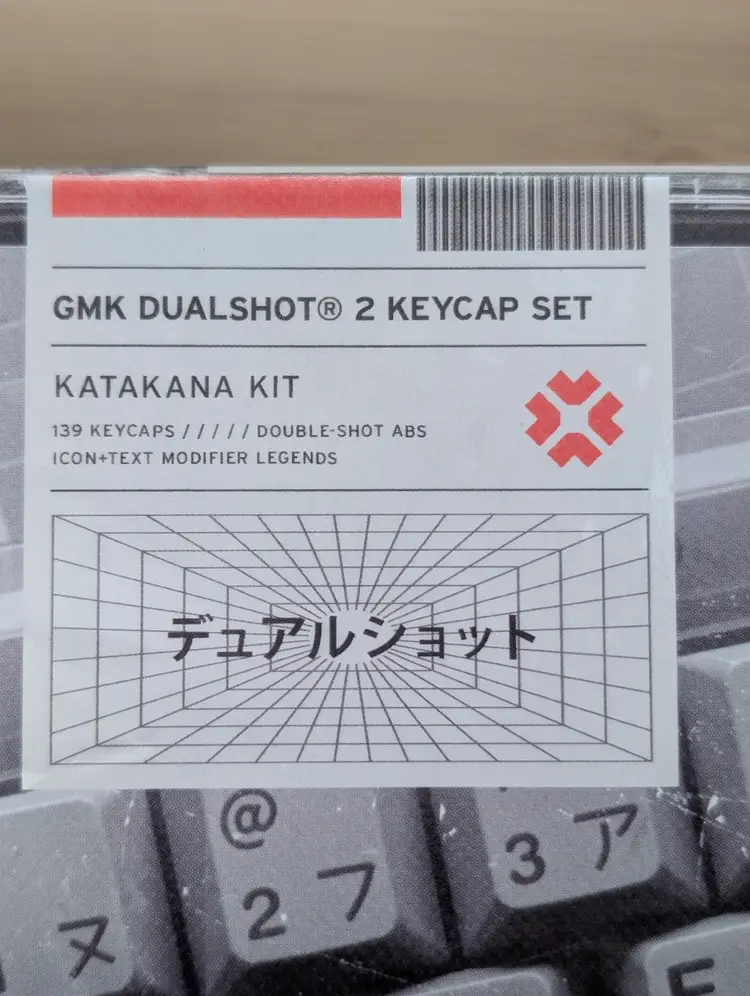 GMK DUALSHOT® 2 KEYCAP SET
KATAKANA KIT
139 KEYCAPS ///// DOUBLE-SHOT ABS
ICON+TEXT MODIFIER LEGENDS
デュアルショット
@
2 フ
3 ア
ヌ
E